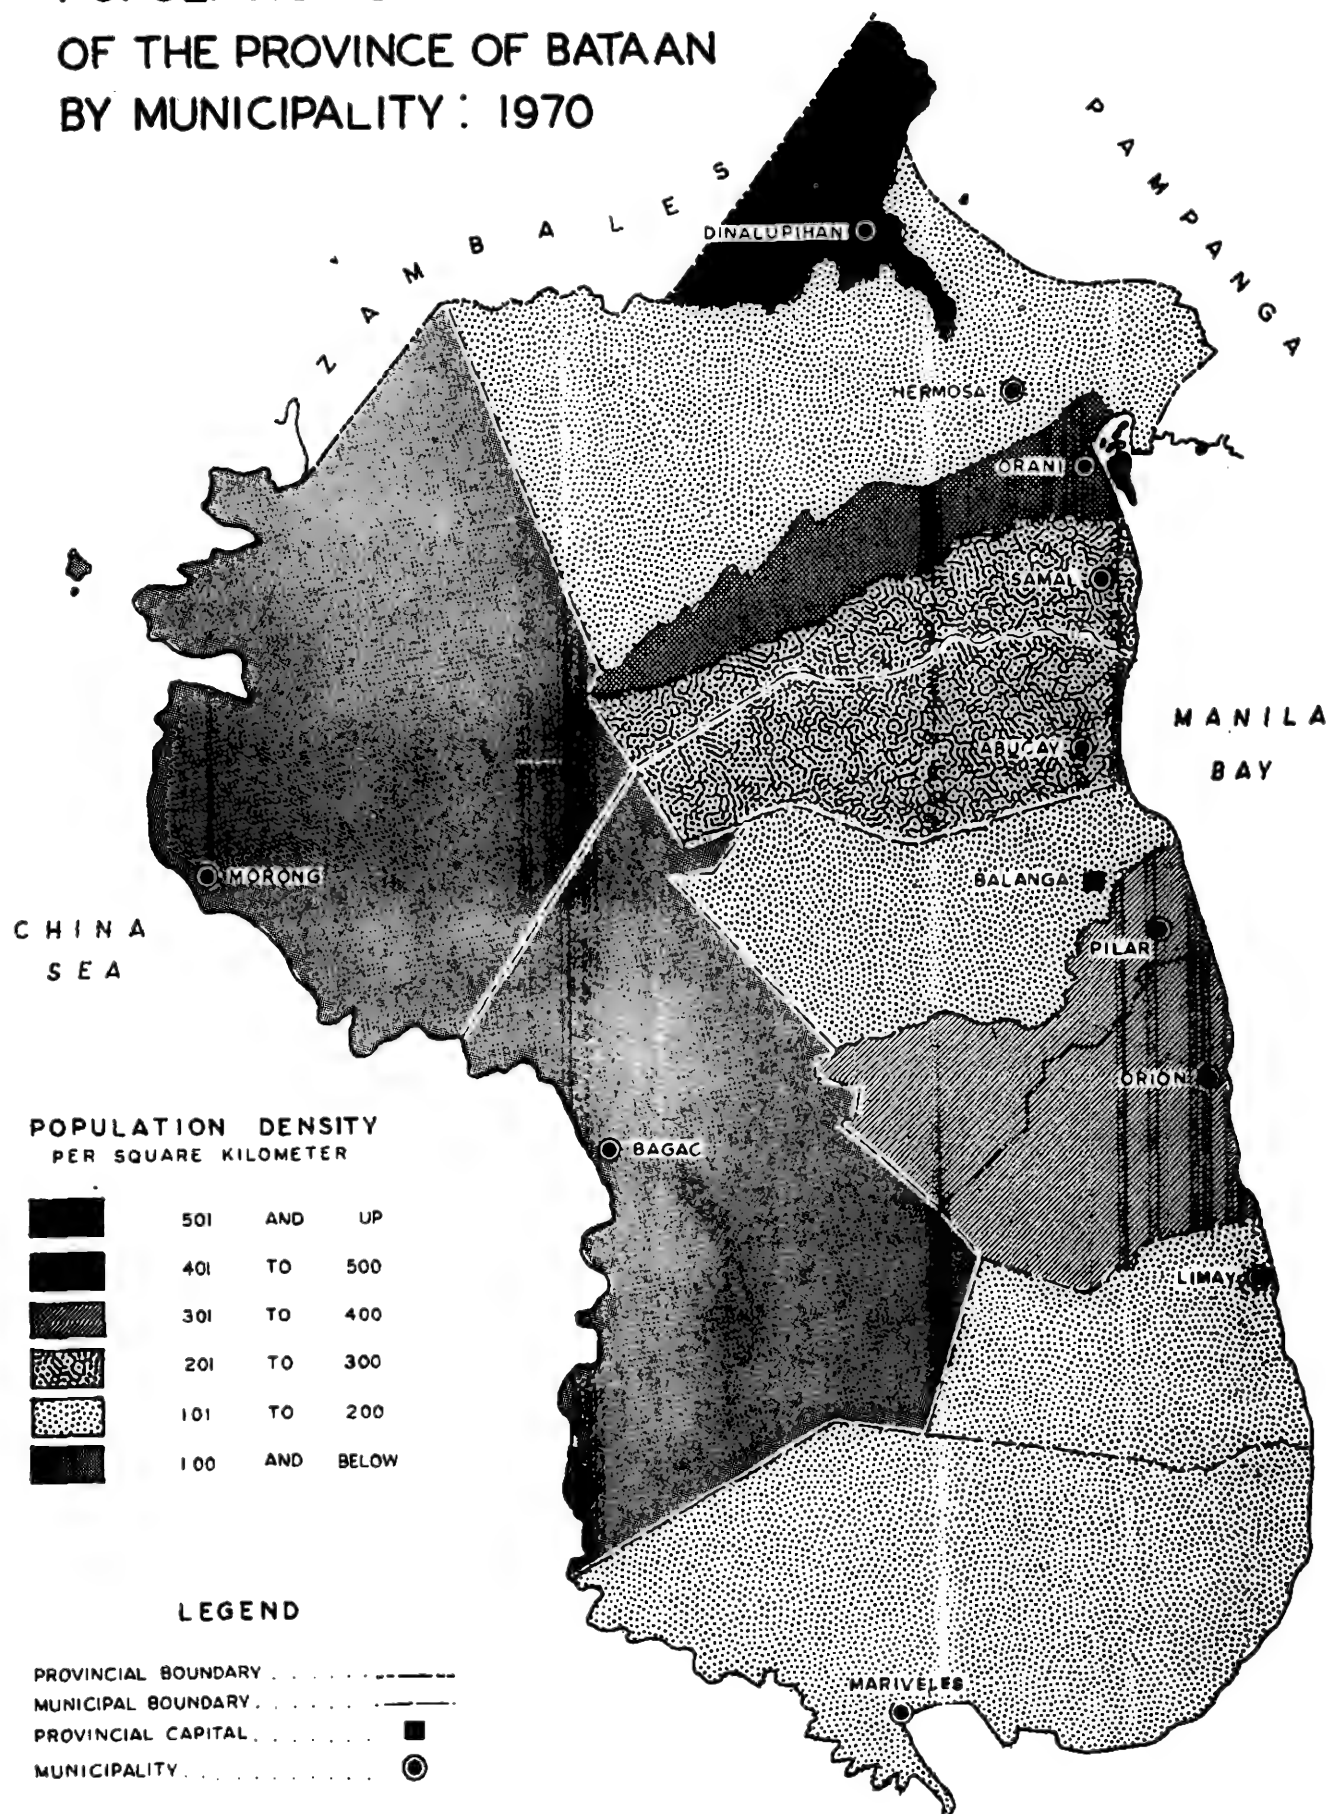 OF THE PROVINCE OF BATAAN
BY MUNICIPALITY: 1970
PAMPANGA
ZAMBALES
DINALUPIHAN
HERMOSA
ORANI
SAMAL
MANILA
BAY
ABUCAY
MORONG
BALANGA
CHINA
SEA
PILAR
ORION
POPULATION DENSITY
PER SQUARE KILOMETER
BAGAC
501 AND UP
401 TO 500
LIMAY
301 TO 400
201 TO 300
101 TO 200
100 AND BELOW
LEGEND
PROVINCIAL BOUNDARY
MUNICIPAL BOUNDARY
MARIVELES
PROVINCIAL CAPITAL
MUNICIPALITY